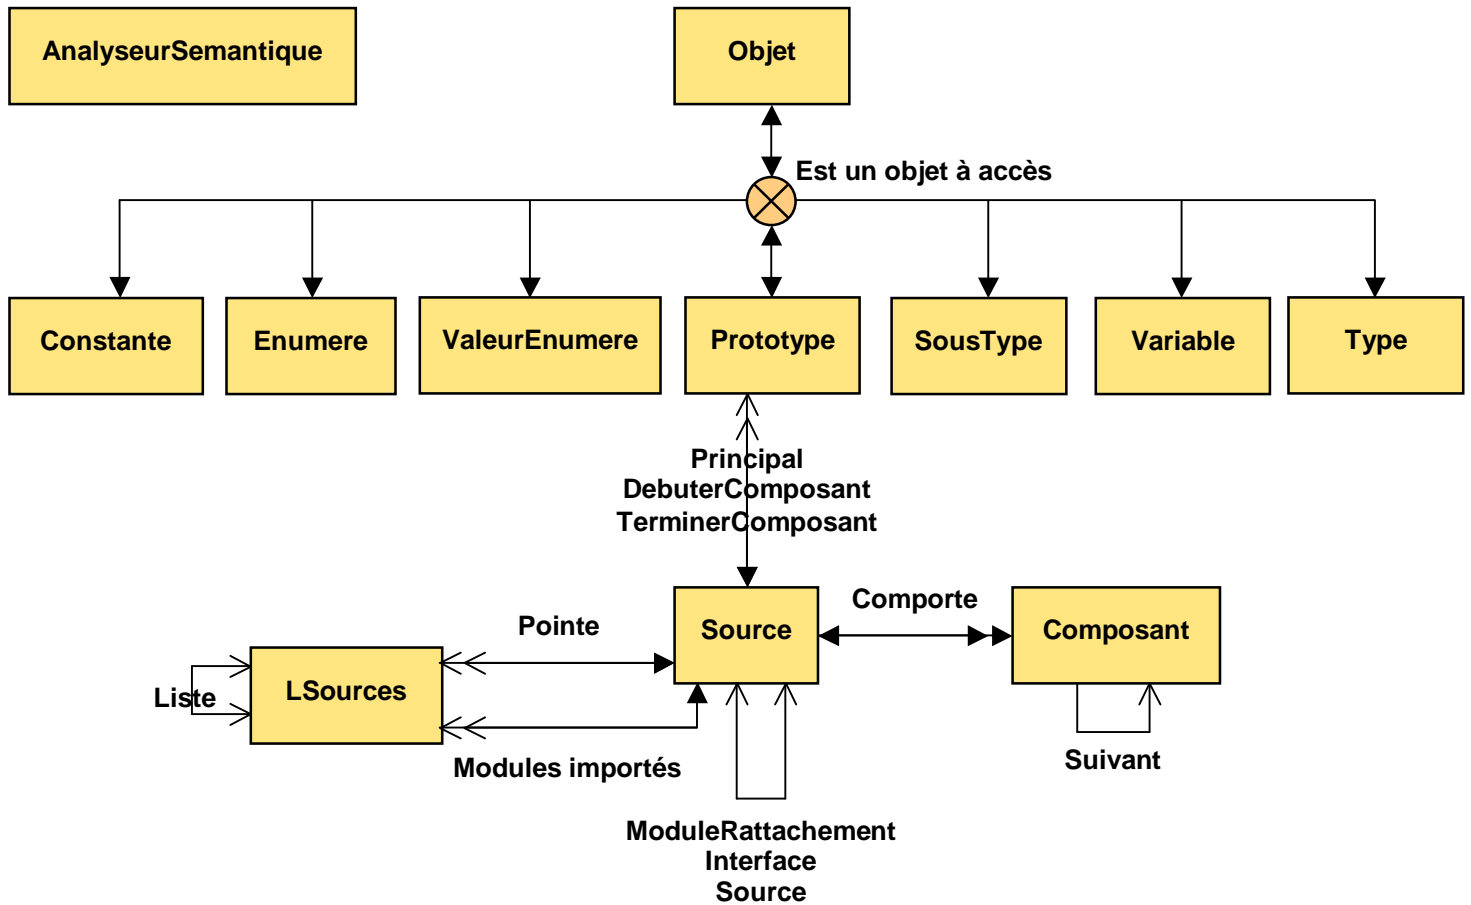 AnalyseurSemantique
Objet
Est un objet à accès
Constante
Enumere
ValeurEnumere
Prototype
SousType
Variable
Type
Principal
DebuterComposant
TerminerComposant
Comporte
Pointe
Source
Composant
LSources
Liste
Suivant
Modules importés
ModuleRattachement
Interface
Source